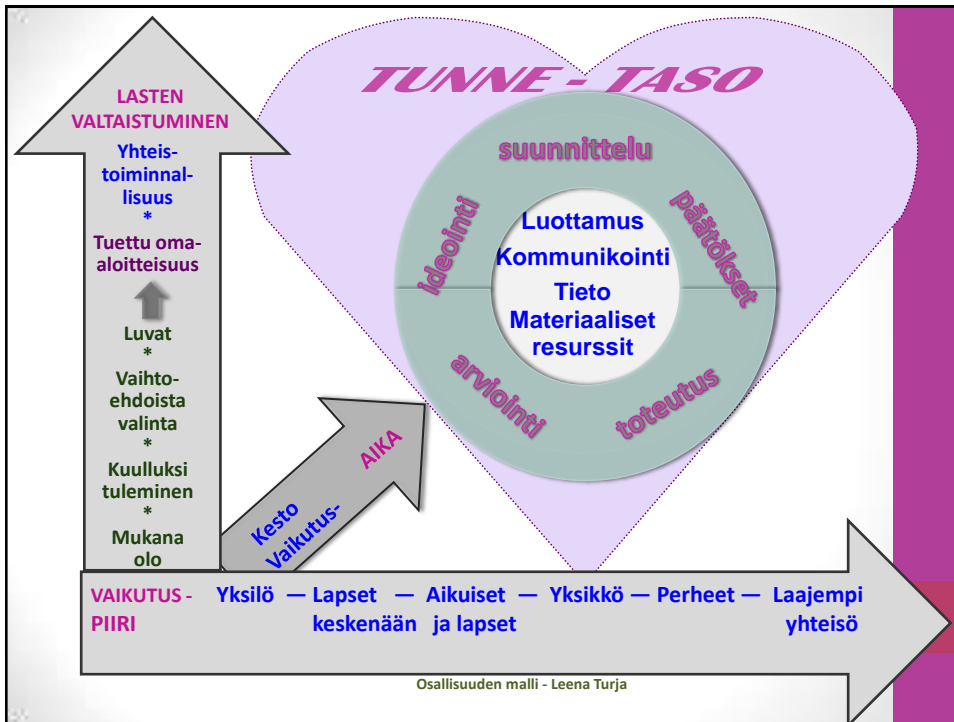 TUNNE - TASO
LASTEN
VALTAISTUMINEN
Yhteis-
toiminnal-
lisuus
*
Tuettu oma-
aloitteisuus
Luvat
*
Vaihto-
ehdoista
valinta
*
Kuulluksi
tuleminen
*
Mukana
olo
suunnittelu
ideointi
päätökset
arviointi
toteutus
Luottamus
Kommunikointi
Tieto
Materiaaliset
resurssit
AIKA
Kesto
Vaikutus-
VAIKUTUS -
PIIRI
Yksilö — Lapset — Aikuiset — Yksikkö — Perheet — Laajempi
keskenään ja lapset yhteisö
Osallisuuden malli - Leena Turja